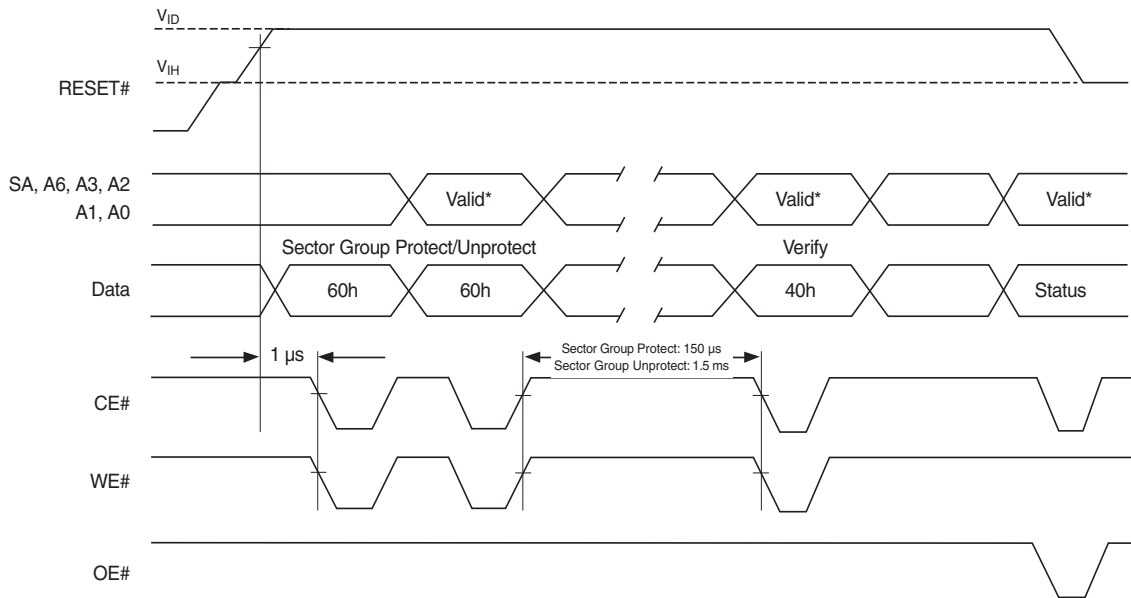 VID
VIH
RESET#
SA, A6, A3, A2
A1, A0
Valid*
Valid*
Valid*
Sector Group Protect/Unprotect
Verify
Data
60h
60h
40h
Status
1 µs
Sector Group Protect: 150 µs
Sector Group Unprotect: 1.5 ms
CE#
WE#
OE#